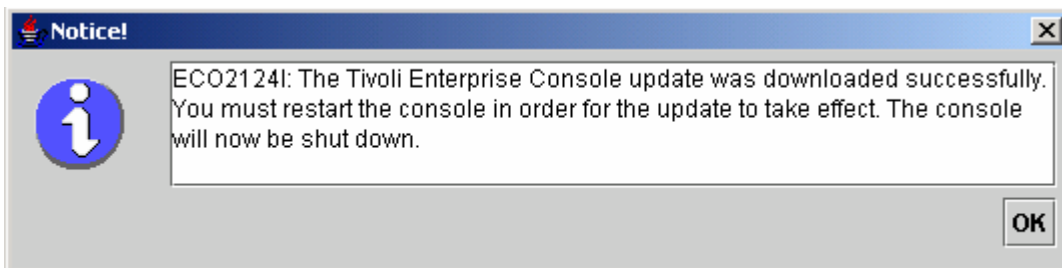 Notice!
ECO2124I: The Tivoli Enterprise Console update was downloaded successfully.
You must restart the console in order for the update to take effect. The console
will now be shut down.
OK